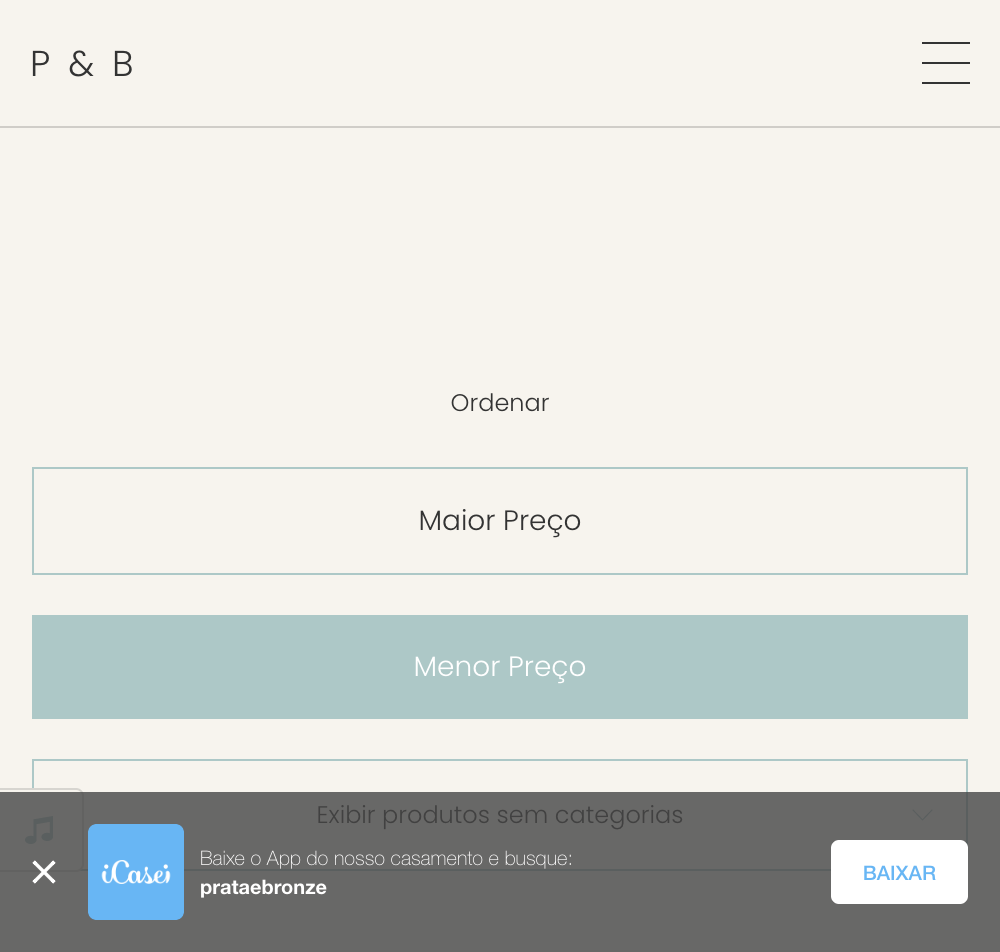 P & B
Ordenar
Maior Preço
Menor Preço
Exibir produtos sem categorias
iCasei
Baixe o App do nosso casamento e busque:
prataebronze
BAIXAR